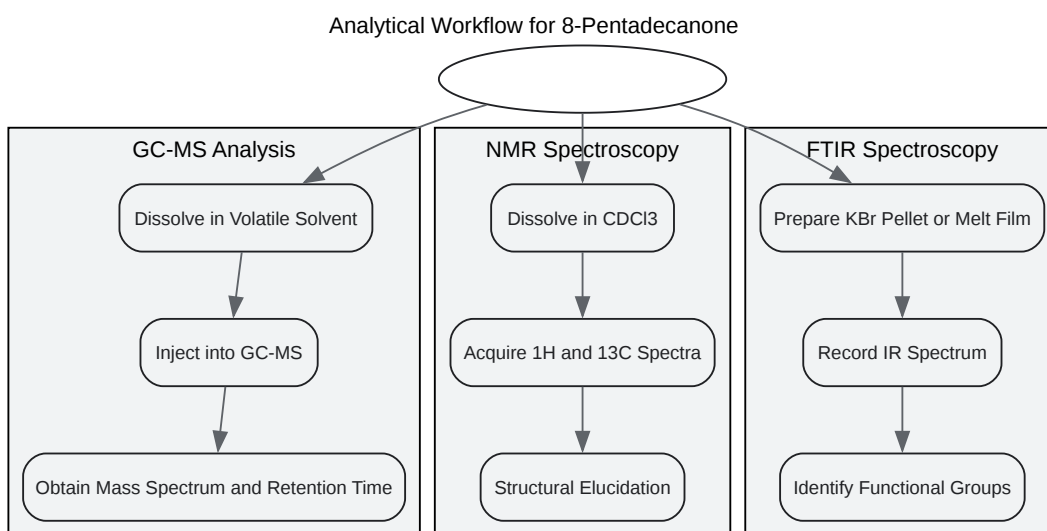 Analytical Workflow for 8-Pentadecanone
GC-MS Analysis
Dissolve in Volatile Solvent
Inject into GC-MS
Obtain Mass Spectrum and Retention Time
NMR Spectroscopy
Dissolve in CDCl3
Acquire 1H and 13C Spectra
Structural Elucidation
FTIR Spectroscopy
Prepare KBr Pellet or Melt Film
Record IR Spectrum
Identify Functional Groups